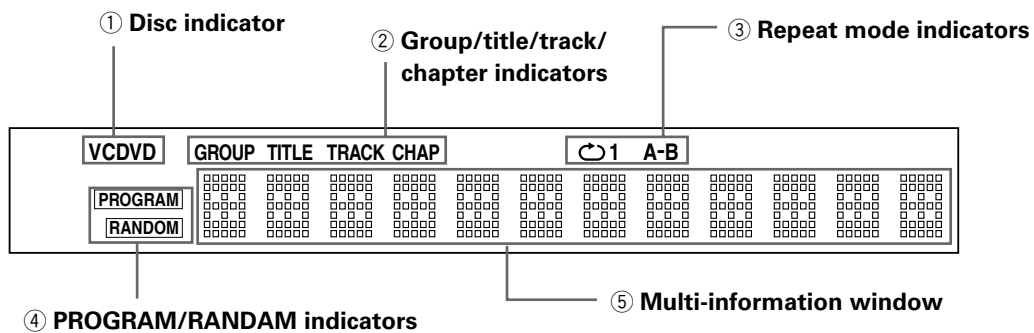 ① Disc indicator
② Group/title/track/
chapter indicators
③ Repeat mode indicators
VCDVD
GROUP TITLE TRACK CHAP
1 A-B
PROGRAM
RANDOM
④ PROGRAM/RANDAM indicators
⑤ Multi-information window